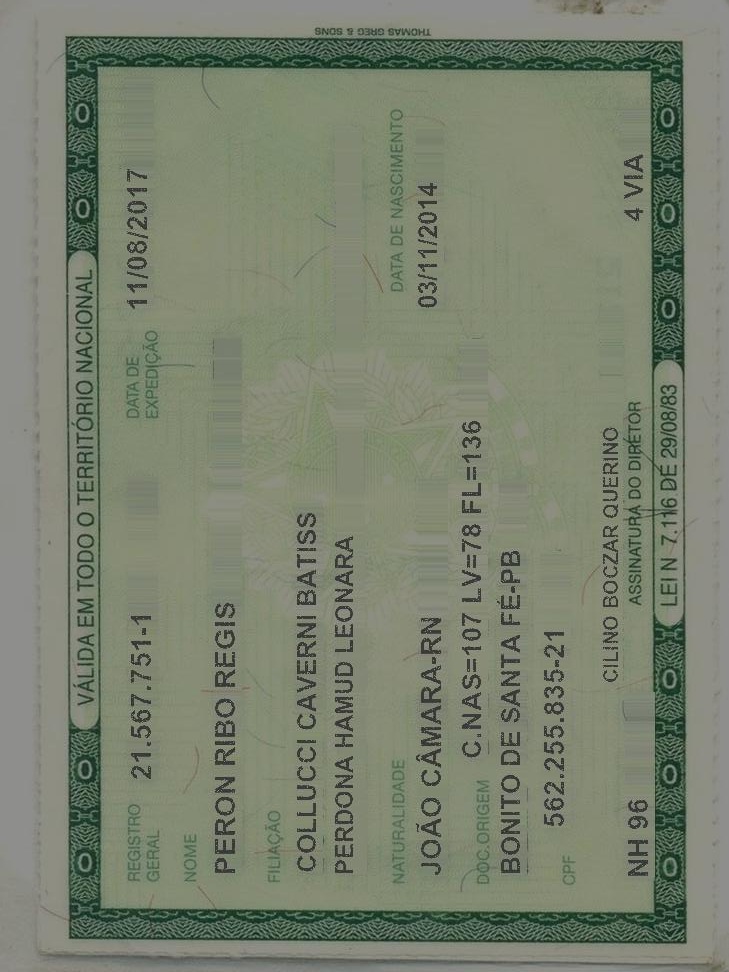 VÁLIDA EM TODO O TERRITÓRIO NACIONAL
REGISTRO GERAL 21.567.751-1 DATA DE EXPEDIÇÃO 11/08/2017
NOME
PERON RIBO REGIS
FILIAÇÃO
COLLUCCI CAVERNI BATISS
PERDONA HAMUD LEONARA
NATURALIDADE DATA DE NASCIMENTO
JOÃO CÂMARA-RN 03/11/2014
DOC.ORIGEM C.NAS=107 LV=78 FL=136
BONITO DE SANTA FÉ-PB
CPF 562.255.835-21
CILINO BOCZAR QUERINO
NH 96 ASSINATURA DO DIRETOR 4 VIA
LEI N 7.116 DE 29/08/83
THOMAS GREG & SONS